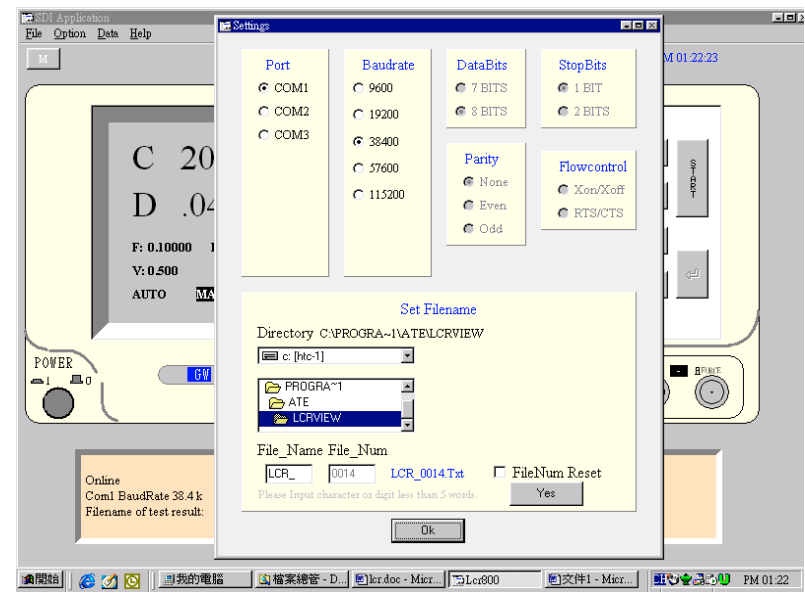 SDI Application
File Option Data Help
M
M 01:22:23
Settings
Port
COM1
COM2
COM3
Baudrate
9600
19200
38400
57600
115200
DataBits
7 BITS
8 BITS
StopBits
1 BIT
2 BITS
Parity
None
Even
Odd
Flowcontrol
Xon/Xoff
RTS/CTS
C 20
D .04
F: 0.10000
V: 0.500
AUTO MA
START
POWER
1 0
GW
Set Filename
Directory C:\PROGRA~1\ATE\LCRVIEW
c: [htc-1]
PROGRA~1
ATE
LCRVIEW
File_Name File_Num
LCR_ 0014 LCR_0014.Txt FileNum Reset
Please Input character or digit less than 5 words. Yes
Ok
Online
Com1 BaudRate 38.4 k
Filename of test result:
開始 我的電腦 檔案總管 - D... lcr.doc - Micr... Lcr800 文件1 - Micr... PM 01:22